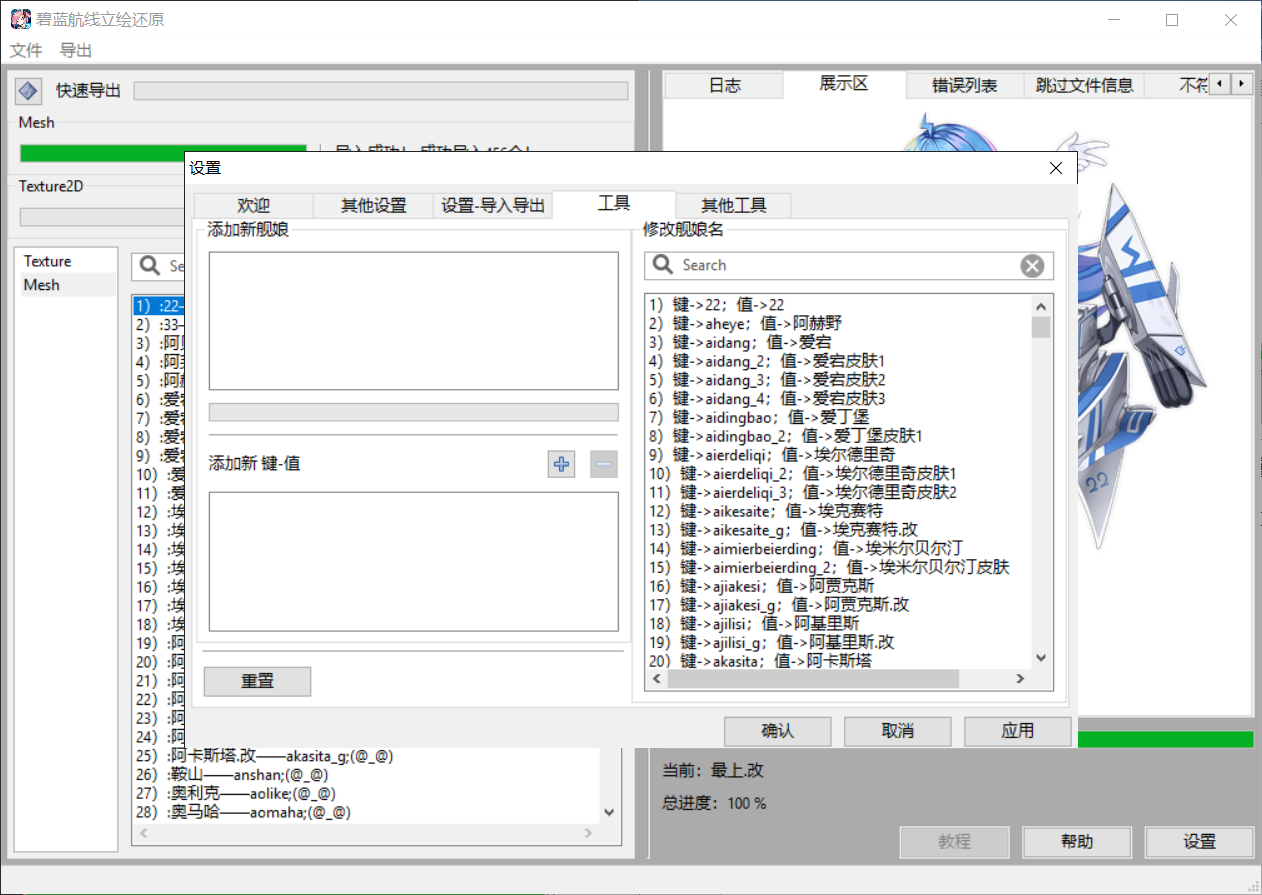 碧蓝航线立绘还原
文件 导出
快速导出
Mesh
Texture2D
Texture
Mesh
1）:22
2）:33
3）:阿
4）:阿
5）:阿
6）:爱
7）:爱
8）:爱
9）:爱
10）:爱
11）:爱
12）:埃
13）:埃
14）:埃
15）:埃
16）:埃
17）:埃
18）:埃
19）:阿
20）:阿
21）:阿
22）:阿
23）:阿
24）:阿
25）:阿卡斯塔.改——akasita_g;(@_@)
26）:鞍山——anshan;(@_@)
27）:奥利克——aolike;(@_@)
28）:奥马哈——aomaha;(@_@)
设置
欢迎 其他设置 设置-导入导出 工具 其他工具
添加新舰娘
添加新 键-值
重置
修改舰娘名
Search
1）键->22；值->22
2）键->aheye；值->阿赫野
3）键->aidang；值->爱宕
4）键->aidang_2；值->爱宕皮肤1
5）键->aidang_3；值->爱宕皮肤2
6）键->aidang_4；值->爱宕皮肤3
7）键->aidingbao；值->爱丁堡
8）键->aidingbao_2；值->爱丁堡皮肤1
9）键->aierdeliqi；值->埃尔德里奇
10）键->aierdeliqi_2；值->埃尔德里奇皮肤1
11）键->aierdeliqi_3；值->埃尔德里奇皮肤2
12）键->aikesaite；值->埃克赛特
13）键->aikesaite_g；值->埃克赛特.改
14）键->aimierbeierding；值->埃米尔贝尔汀
15）键->aimierbeierding_2；值->埃米尔贝尔汀皮肤
16）键->ajiakesi；值->阿贾克斯
17）键->ajiakesi_g；值->阿贾克斯.改
18）键->ajilisi；值->阿基里斯
19）键->ajilisi_g；值->阿基里斯.改
20）键->akasita；值->阿卡斯塔
确认 取消 应用
日志 展示区 错误列表 跳过文件信息 不符
22
当前：最上.改
总进度：100 %
教程 帮助 设置